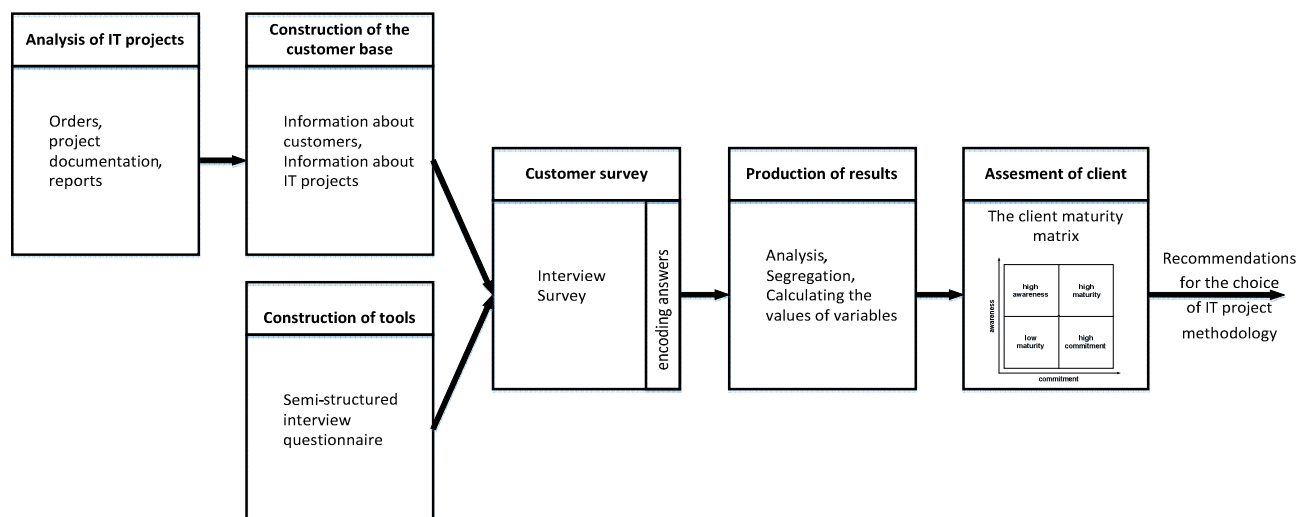 Analysis of IT projects
Orders,
project
documentation,
reports
Construction of the
customer base
Information about
customers,
Information about
IT projects
Construction of tools
Semi-structured
interview
questionnaire
Customer survey
Interview
Survey
encoding answers
Production of results
Analysis,
Segregation,
Calculating the
values of variables
Assesment of client
The client maturity
matrix
awareness
high
awareness
high
maturity
low
maturity
high
commitment
commitment
Recommendations
for the choice
of IT project
methodology